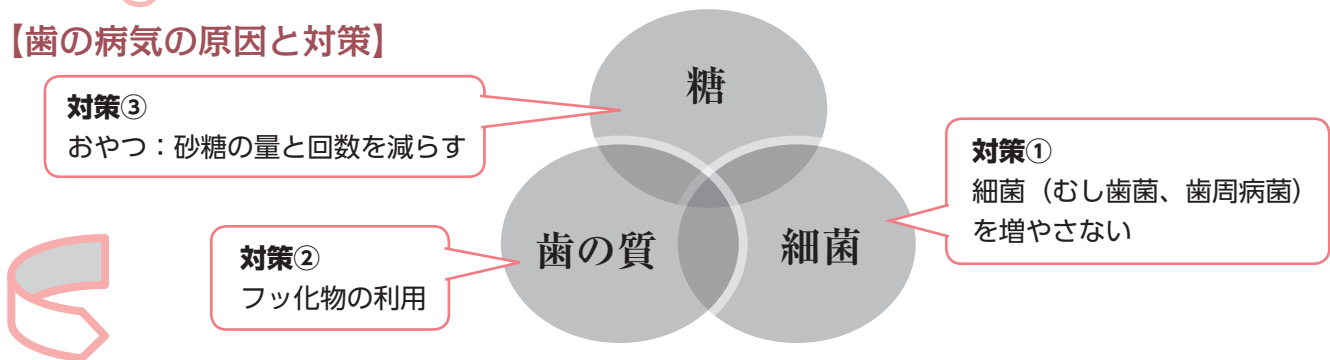 【歯の病気の原因と対策】
糖
対策③
おやつ：砂糖の量と回数を減らす
対策①
細菌（むし歯菌、歯周病菌）
を増やさない
対策②
フッ化物の利用
歯の質
細菌